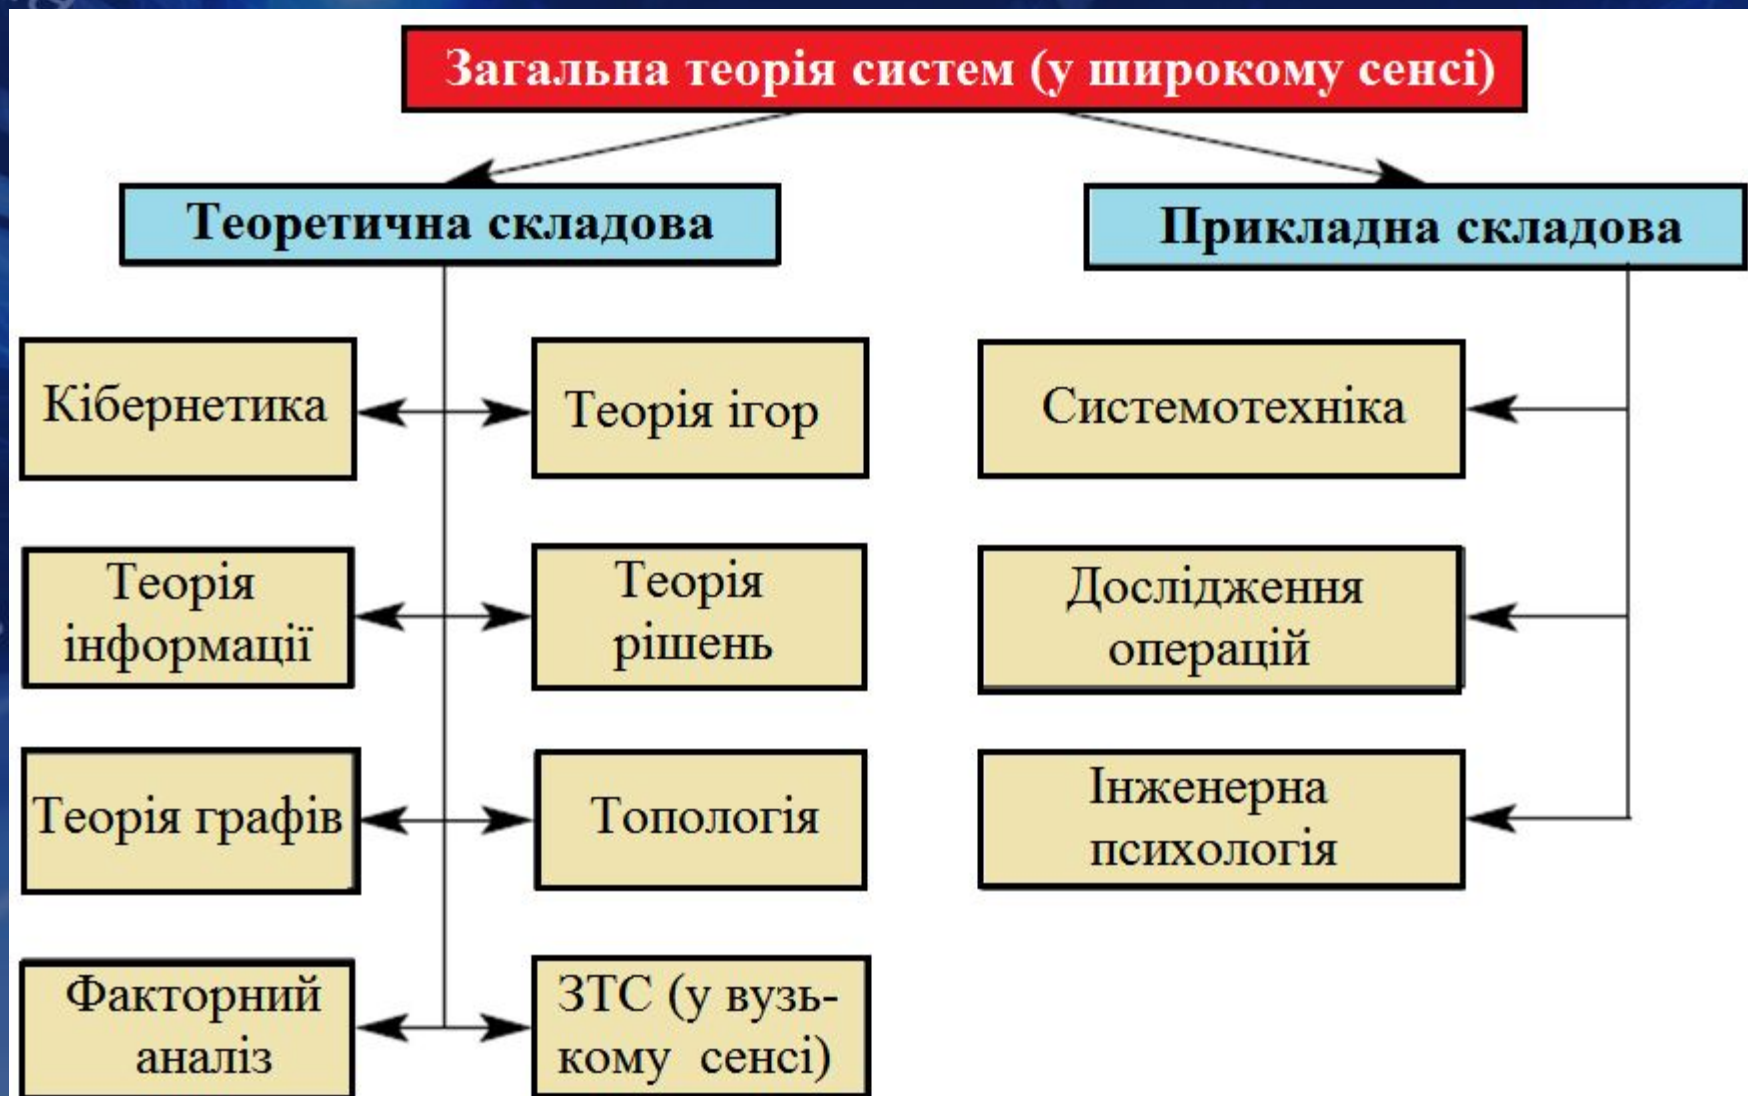 Загальна теорія систем (у широкому сенсі)
Теоретична складова
Прикладна складова
Кібернетика
Теорія ігор
Системотехніка
Теорія
інформації
Теорія
рішень
Дослідження
операцій
Теорія графів
Топологія
Інженерна
психологія
Факторний
аналіз
ЗТС (у вузь-
кому сенсі)